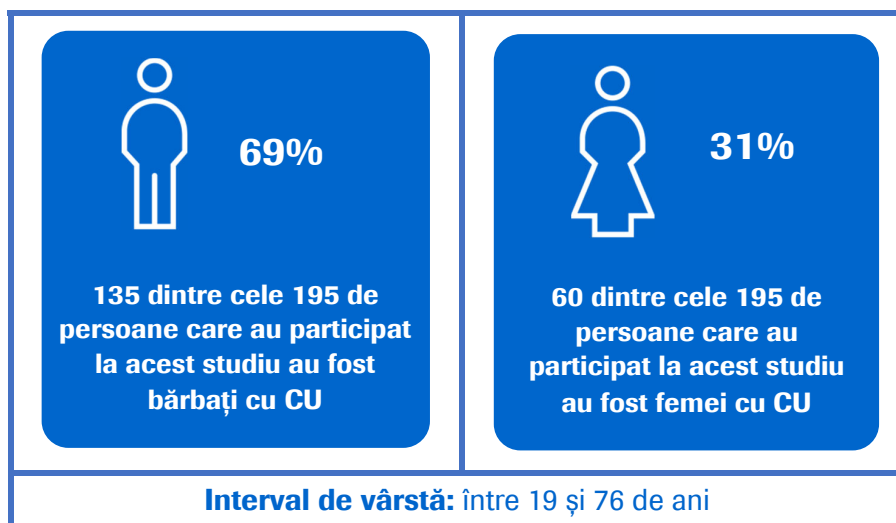 69%
135 dintre cele 195 de
persoane care au participat
la acest studiu au fost
bărbați cu CU
31%
60 dintre cele 195 de
persoane care au
participat la acest studiu
au fost femei cu CU
Interval de vârstă: între 19 și 76 de ani